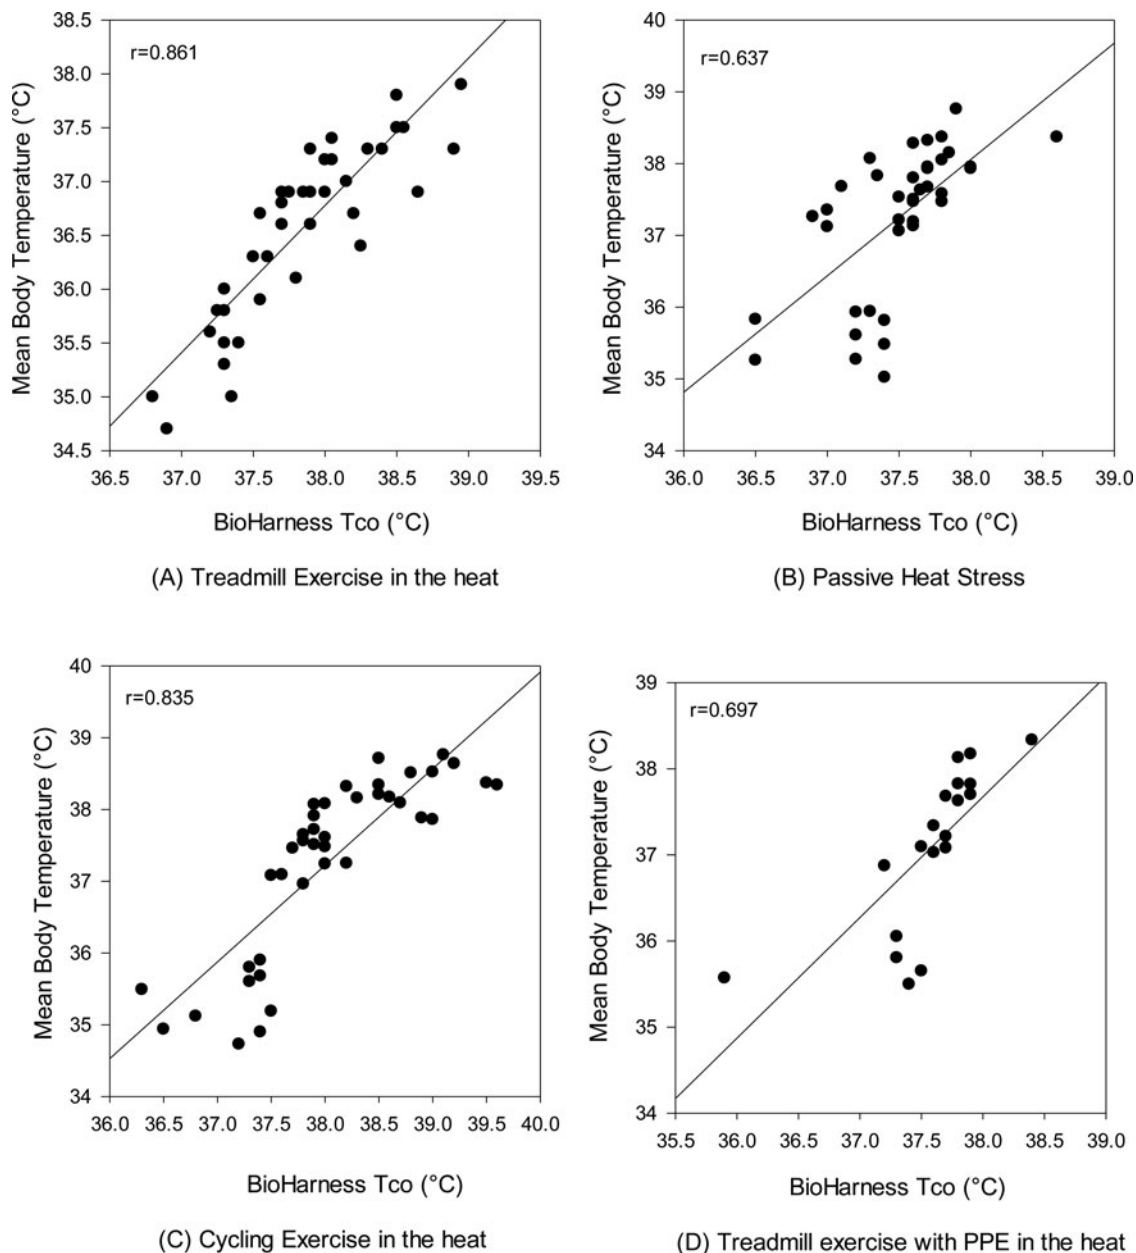 38.5
38.0
37.5
37.0
36.5
36.0
35.5
35.0
34.5
Mean Body Temperature (°C)
r=0.861
36.5 37.0 37.5 38.0 38.5 39.0 39.5
BioHarness Tco (°C)
(A) Treadmill Exercise in the heat
40
39
38
37
36
35
34
Mean Body Temperature (°C)
r=0.637
36.0 36.5 37.0 37.5 38.0 38.5 39.0
BioHarness Tco (°C)
(B) Passive Heat Stress
40
39
38
37
36
35
34
Mean Body Temperature (°C)
r=0.835
36.0 36.5 37.0 37.5 38.0 38.5 39.0 39.5 40.0
BioHarness Tco (°C)
(C) Cycling Exercise in the heat
39
38
37
36
35
34
Mean Body Temperature (°C)
r=0.697
35.5 36.0 36.5 37.0 37.5 38.0 38.5 39.0
BioHarness Tco (°C)
(D) Treadmill exercise with PPE in the heat